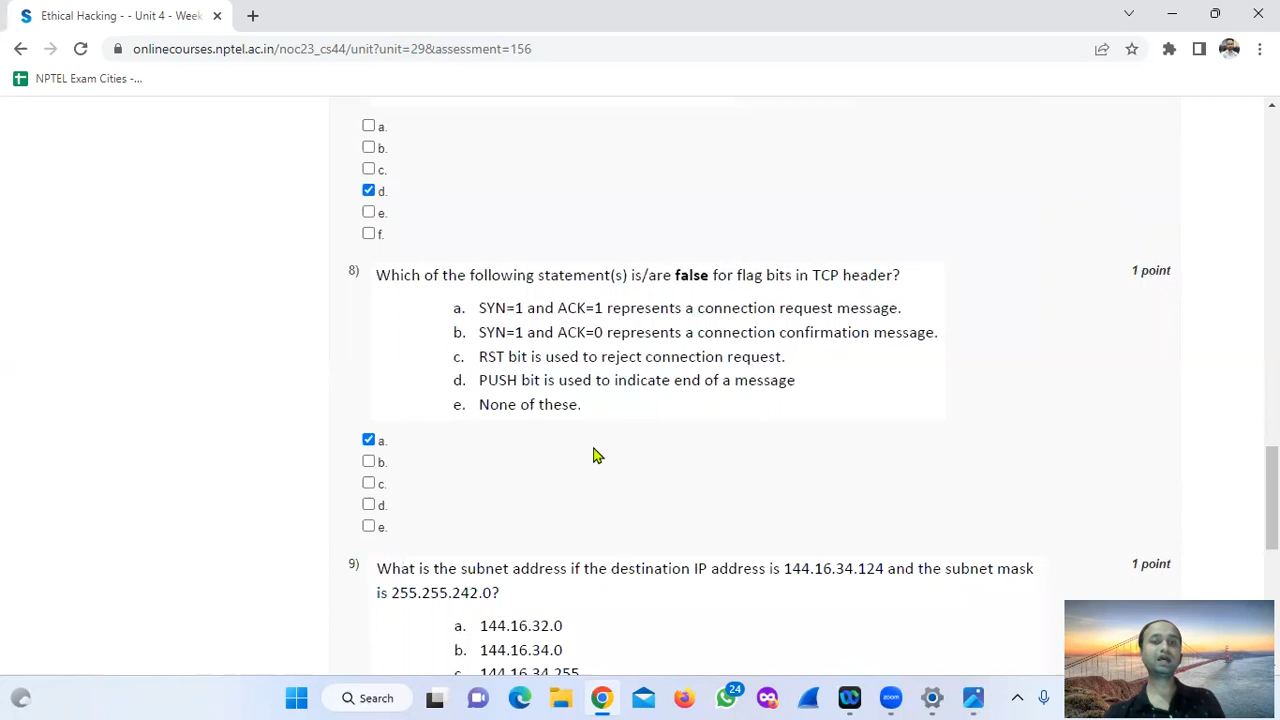 Ethical Hacking - - Unit 4 - Week
onlinecourses.nptel.ac.in/noc23_cs44/unit?unit=29&assessment=156
NPTEL Exam Cities -...
a.
b.
c.
d.
e.
f.
8) Which of the following statement(s) is/are false for flag bits in TCP header? 1 point
a. SYN=1 and ACK=1 represents a connection request message.
b. SYN=1 and ACK=0 represents a connection confirmation message.
c. RST bit is used to reject connection request.
d. PUSH bit is used to indicate end of a message
e. None of these.
a.
b.
c.
d.
e.
9) What is the subnet address if the destination IP address is 144.16.34.124 and the subnet mask 1 point
is 255.255.242.0?
a. 144.16.32.0
b. 144.16.34.0
c. 144.16.34.255
Search
24
zoom